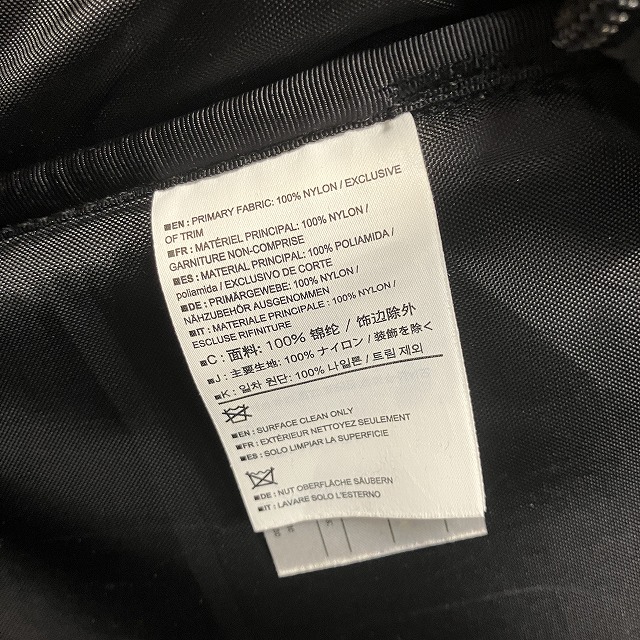 ■EN : PRIMARY FABRIC: 100% NYLON / EXCLUSIVE
OF TRIM
■FR : MATÉRIEL PRINCIPAL: 100% NYLON /
GARNITURE NON-COMPRISE
■ES : MATERIAL PRINCIPAL: 100% POLIAMIDA /
poliamida / EXCLUSIVO DE CORTE
■DE : PRIMÄRGEWEBE: 100% NYLON /
NÄHZUBEHÖR AUSGENOMMEN
■IT : MATERIALE PRINCIPALE : 100% NYLON /
ESCLUSE RIFINITURE
■C : 面料: 100% 锦纶 / 饰边除外
■J : 主要生地: 100% ナイロン / 装飾を除く
■K : 일차 원단: 100% 나일론 / 트림 제외
■EN : SURFACE CLEAN ONLY
■FR : EXTÉRIEUR NETTOYEZ SEULEMENT
■ES : SOLO LIMPIAR LA SUPERFICIE
■DE : NUT OBERFLÄCHE SÄUBERN
■IT : LAVARE SOLO L'ESTERNO